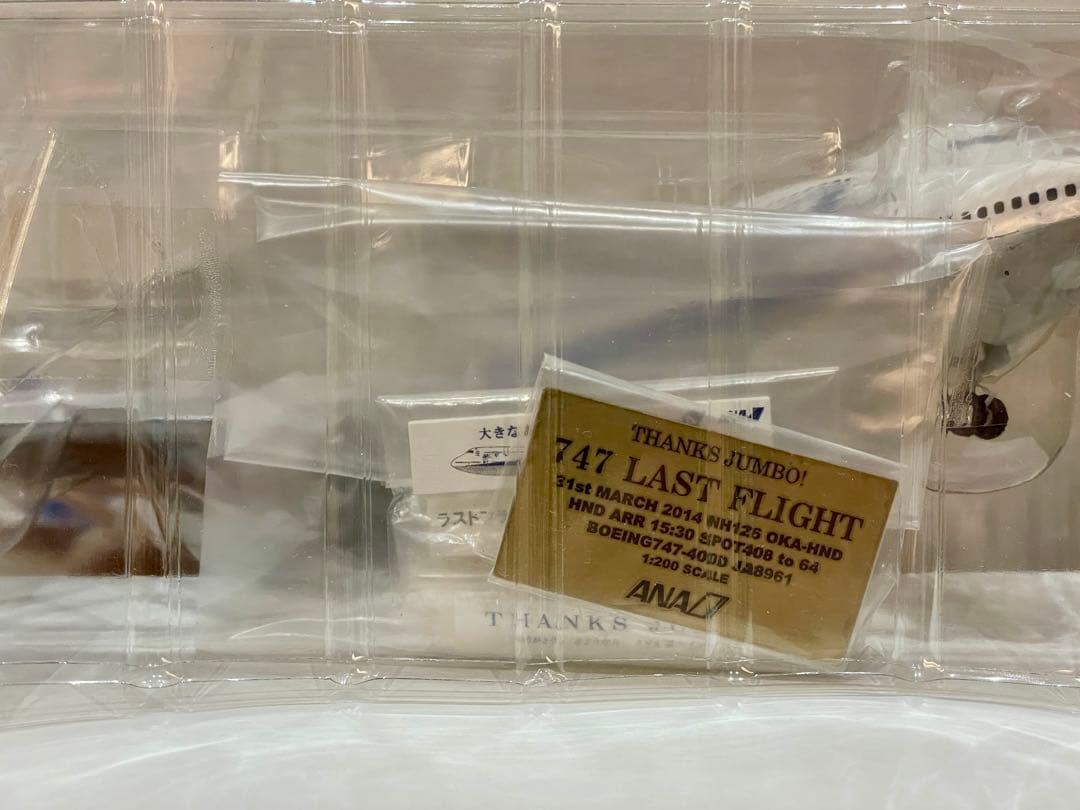 大きな
ラスト
THANKS JUMBO!
747 LAST FLIGHT
31st MARCH 2014 NH126 OKA-HND
HND ARR 15:30 SPOT408 to 64
BOEING747-400D JA8961
1:200 SCALE
ANA
THANKS